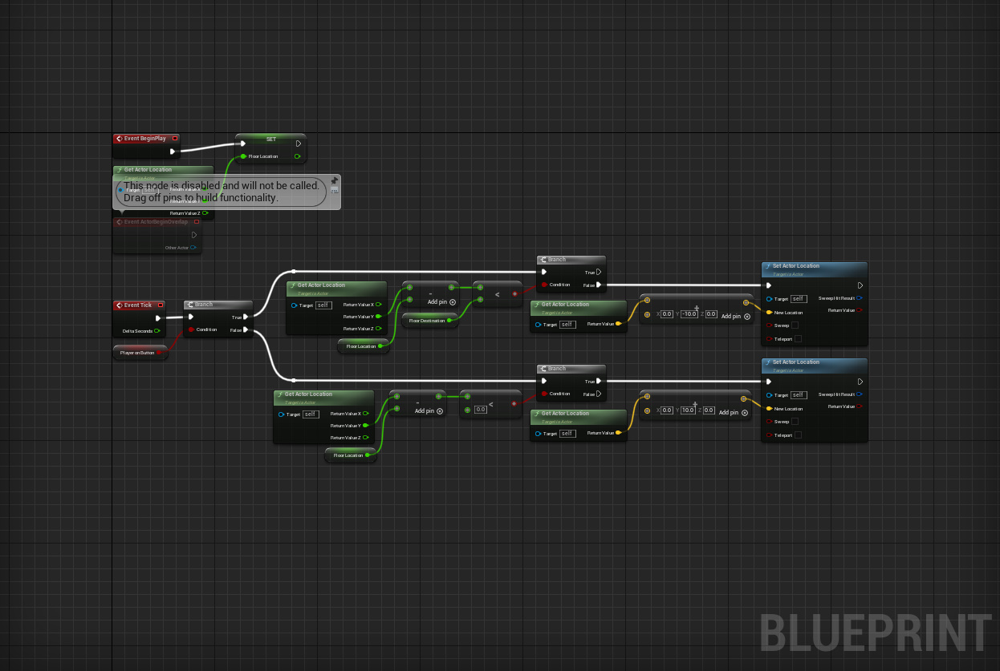 Event BeginPlay
SET
Floor Location
Get Actor Location
Target is Actor
This node is disabled and will not be called.
Drag off pins to build functionality.
Target self
Return Value X
Return Value Y
Return Value Z
Event ActorBeginOverlap
Other Actor
Event Tick
Delta Seconds
Player on Button
Branch
True
Condition
False
Get Actor Location
Target is Actor
Target self
Return Value X
Return Value Y
Return Value Z
Floor Location
-
Add pin
Floor Destination
<
Branch
True
Condition
False
Get Actor Location
Target is Actor
Target self
Return Value
+
X 0.0 Y -10.0 Z 0.0 Add pin
Set Actor Location
Target is Actor
Target self
Sweep Hit Result
New Location
Return Value
Sweep
Teleport
Get Actor Location
Target is Actor
Target self
Return Value X
Return Value Y
Return Value Z
Floor Location
-
Add pin
<
0.0
Branch
True
Condition
False
Get Actor Location
Target is Actor
Target self
Return Value
+
X 0.0 Y 10.0 Z 0.0 Add pin
Set Actor Location
Target is Actor
Target self
Sweep Hit Result
New Location
Return Value
Sweep
Teleport
BLUEPRINT